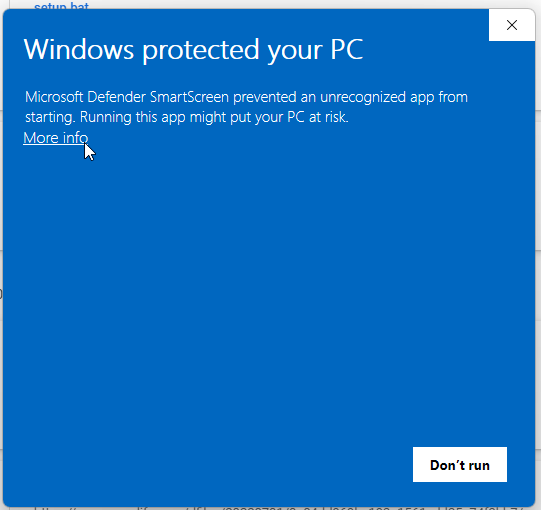 setup.bat
Windows protected your PC
Microsoft Defender SmartScreen prevented an unrecognized app from
starting. Running this app might put your PC at risk.
More info
Don't run